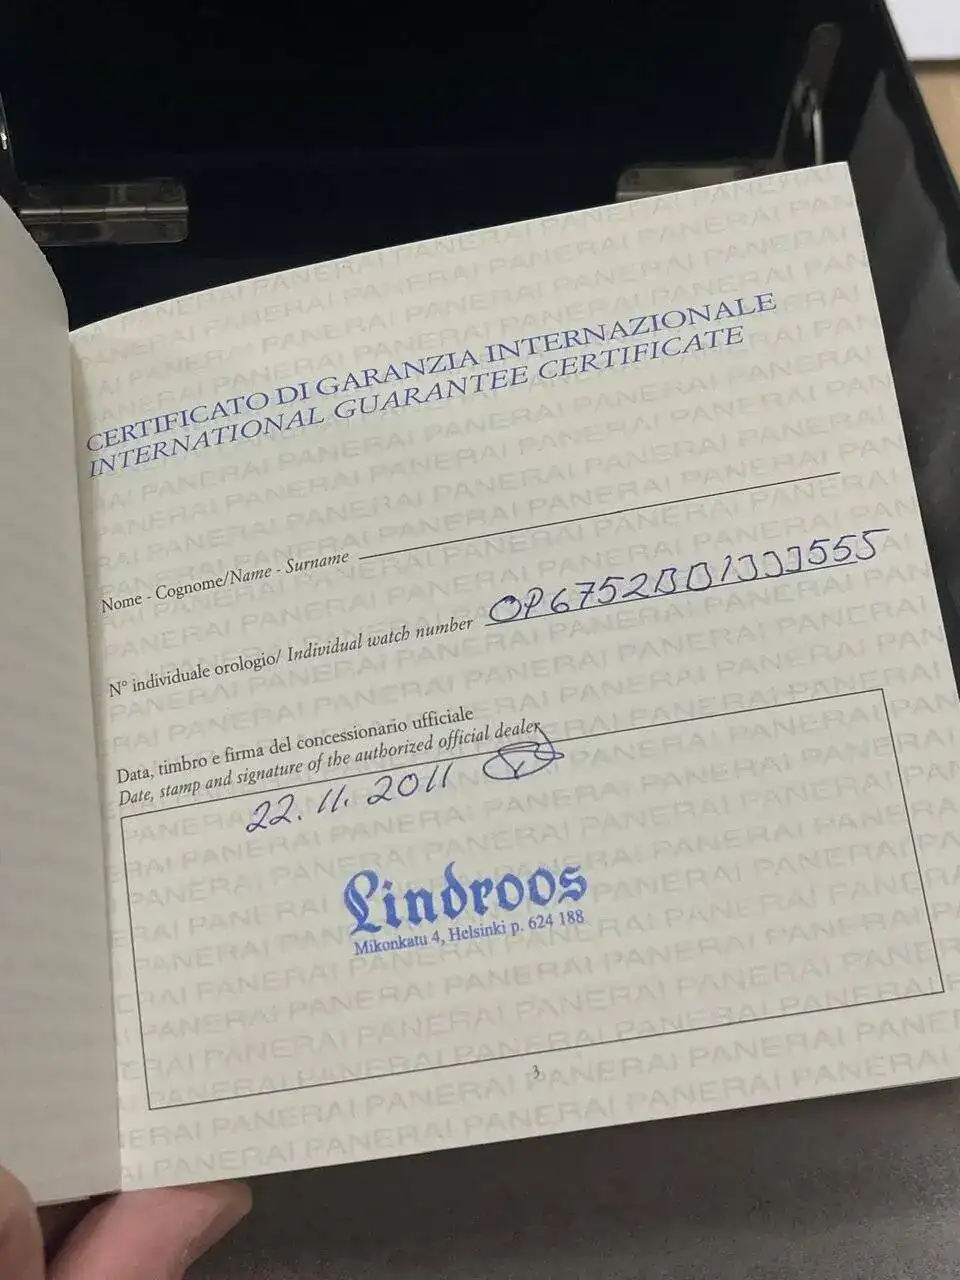 CERTIFICATO DI GARANZIA INTERNAZIONALE
INTERNATIONAL GUARANTEE CERTIFICATE
Nome - Cognome/Name - Surname
N° individuale orologio/ Individual watch number
Data, timbro e firma del concessionario ufficiale
Date, stamp and signature of the authorized official dealer
22.11.2011
Lindroos
Mikonkatu 4, Helsinki p. 624 188
3